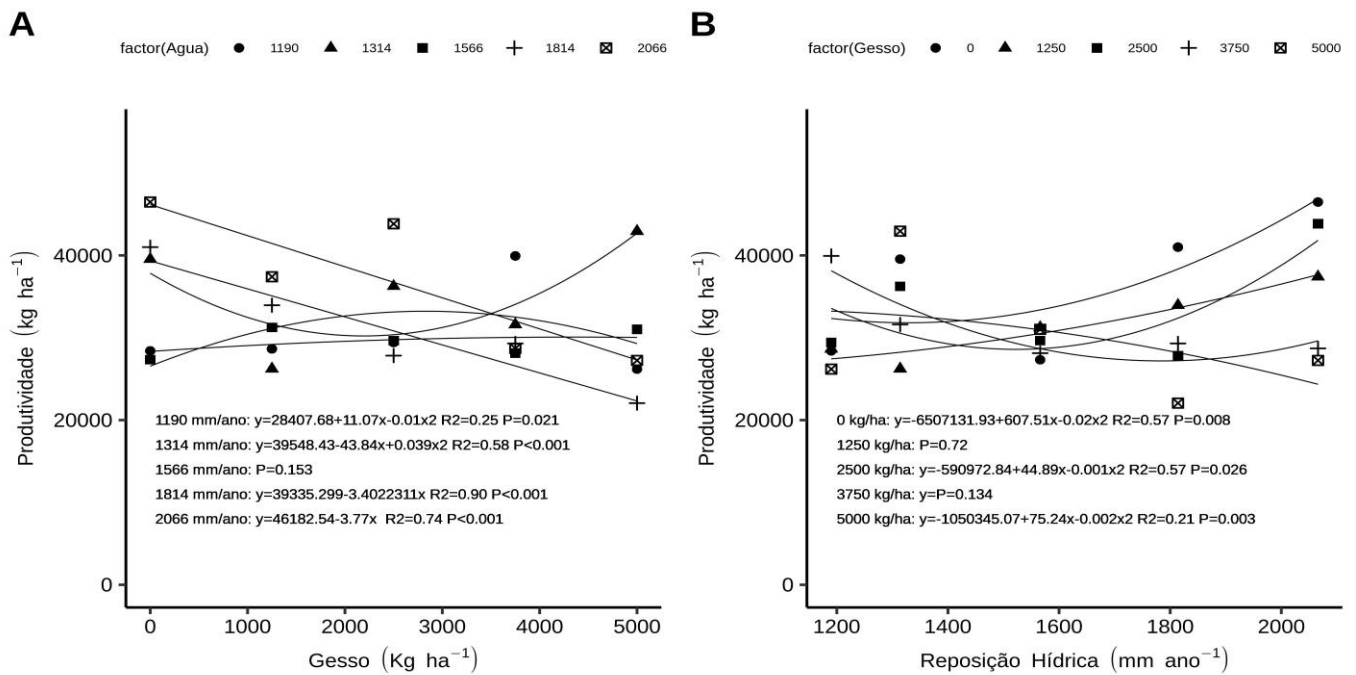 A
factor(Agua) 1190 1314 1566 1814 2066
Produtividade (kg ha−1)
40000
20000
0
1190 mm/ano: y=28407.68+11.07x-0.01x2 R2=0.25 P=0.021
1314 mm/ano: y=39548.43-43.84x+0.039x2 R2=0.58 P<0.001
1566 mm/ano: P=0.153
1814 mm/ano: y=39335.299-3.4022311x R2=0.90 P<0.001
2066 mm/ano: y=46182.54-3.77x R2=0.74 P<0.001
0 1000 2000 3000 4000 5000
Gesso (Kg ha−1)
B
factor(Gesso) 0 1250 2500 3750 5000
Produtividade (kg ha−1)
40000
20000
0
0 kg/ha: y=-6507131.93+607.51x-0.02x2 R2=0.57 P=0.008
1250 kg/ha: P=0.72
2500 kg/ha: y=-590972.84+44.89x-0.001x2 R2=0.57 P=0.026
3750 kg/ha: y=P=0.134
5000 kg/ha: y=-1050345.07+75.24x-0.002x2 R2=0.21 P=0.003
1200 1400 1600 1800 2000
Reposição Hídrica (mm ano−1)